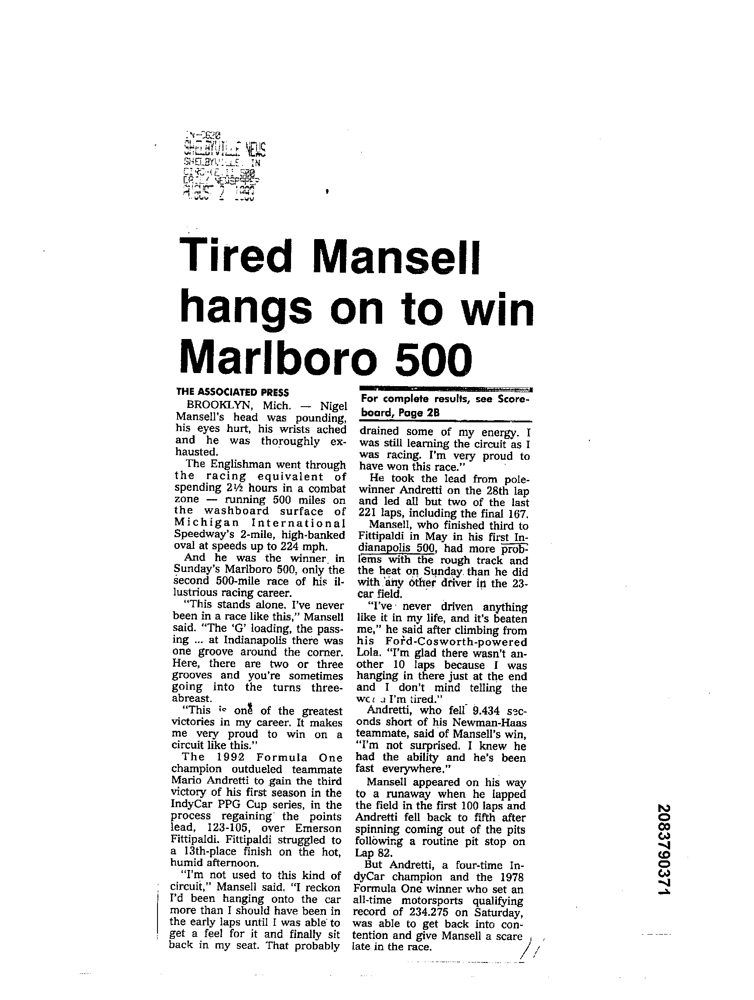 IN-C620
SHELBYVILLE NEWS
SHELBYVILLE, IN
DAILY NEWSPAPER
AUG 2
Tired Mansell
hangs on to win
Marlboro 500
THE ASSOCIATED PRESS
BROOKLYN, Mich. — Nigel
Mansell's head was pounding,
his eyes hurt, his wrists ached
and he was thoroughly ex-
hausted.
The Englishman went through
the racing equivalent of
spending 2½ hours in a combat
zone — running 500 miles on
the washboard surface of
Michigan International
Speedway's 2-mile, high-banked
oval at speeds up to 224 mph.
And he was the winner in
Sunday's Marlboro 500, only the
second 500-mile race of his il-
lustrious racing career.
"This stands alone. I've never
been in a race like this," Mansell
said. "The 'G' loading, the pass-
ing ... at Indianapolis there was
one groove around the corner.
Here, there are two or three
grooves and you're sometimes
going into the turns three-
abreast.
"This is one of the greatest
victories in my career. It makes
me very proud to win on a
circuit like this."
The 1992 Formula One
champion outdueled teammate
Mario Andretti to gain the third
victory of his first season in the
IndyCar PPG Cup series, in the
process regaining the points
lead, 123-105, over Emerson
Fittipaldi. Fittipaldi struggled to
a 13th-place finish on the hot,
humid afternoon.
"I'm not used to this kind of
circuit," Mansell said. "I reckon
I'd been hanging onto the car
more than I should have been in
the early laps until I was able to
get a feel for it and finally sit
back in my seat. That probably
For complete results, see Score-
board, Page 2B
drained some of my energy. I
was still learning the circuit as I
was racing. I'm very proud to
have won this race."
He took the lead from pole-
winner Andretti on the 28th lap
and led all but two of the last
221 laps, including the final 167.
Mansell, who finished third to
Fittipaldi in May in his first In-
dianapolis 500, had more prob-
lems with the rough track and
the heat on Sunday than he did
with any other driver in the 23-
car field.
"I've never driven anything
like it in my life, and it's beaten
me," he said after climbing from
his Ford-Cosworth-powered
Lola. "I'm glad there wasn't an-
other 10 laps because I was
hanging in there just at the end
and I don't mind telling the
I'm tired."
Andretti, who fell 9.434 sec-
onds short of his Newman-Haas
teammate, said of Mansell's win,
"I'm not surprised. I knew he
had the ability and he's been
fast everywhere."
Mansell appeared on his way
to a runaway when he lapped
the field in the first 100 laps and
Andretti fell back to fifth after
spinning coming out of the pits
following a routine pit stop on
Lap 82.
But Andretti, a four-time In-
dyCar champion and the 1978
Formula One winner who set an
all-time motorsports qualifying
record of 234.275 on Saturday,
was able to get back into con-
tention and give Mansell a scare
late in the race.
2083790371